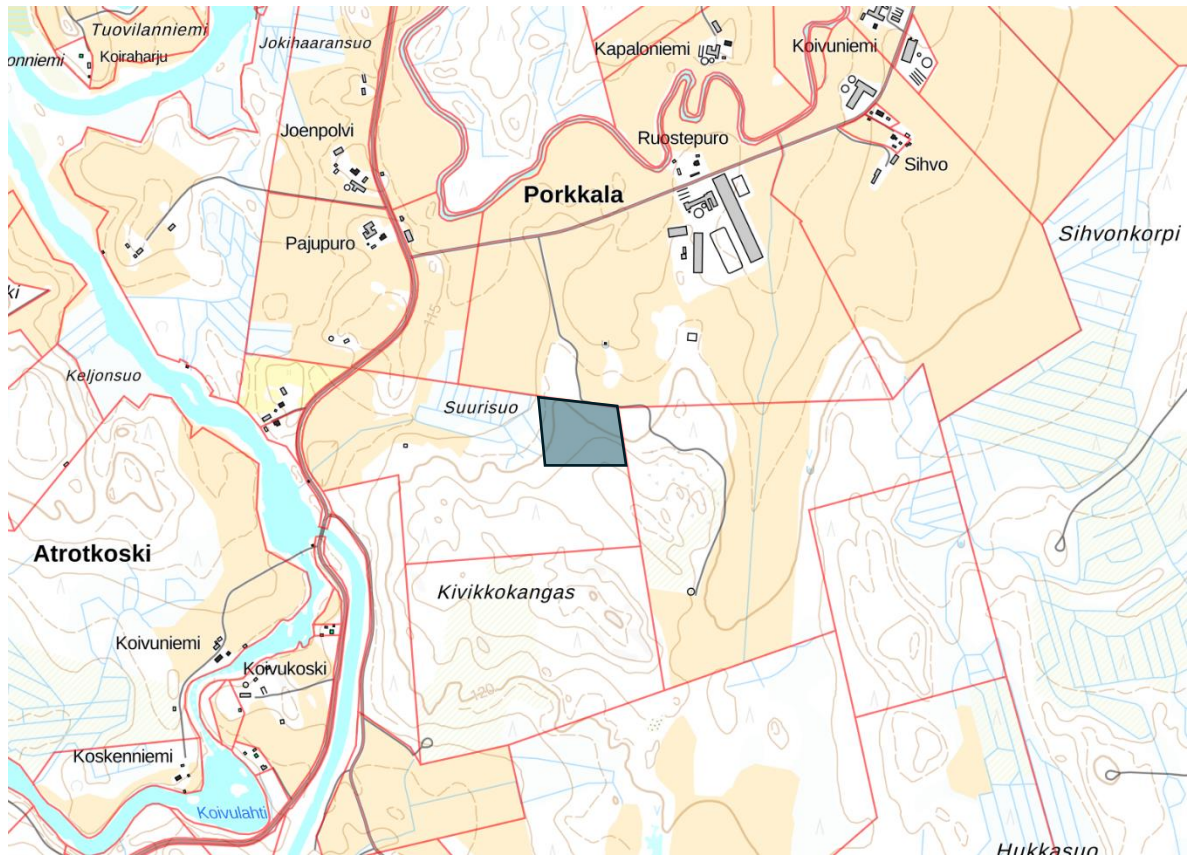 Tuovilanniemi
Jokihaaransuo
onniemi
Koiraharju
Kapaloniemi
Koivuniemi
Joenpolvi
Ruostepuro
Sihvo
Porkkala
Pajupuro
Sihvonkorpi
ki
115
Keljonsuo
Suurisuo
Atrotkoski
Kivikkokangas
Koivuniemi
Koivukoski
120
Koskenniemi
Koivulahti
Hukkasuo